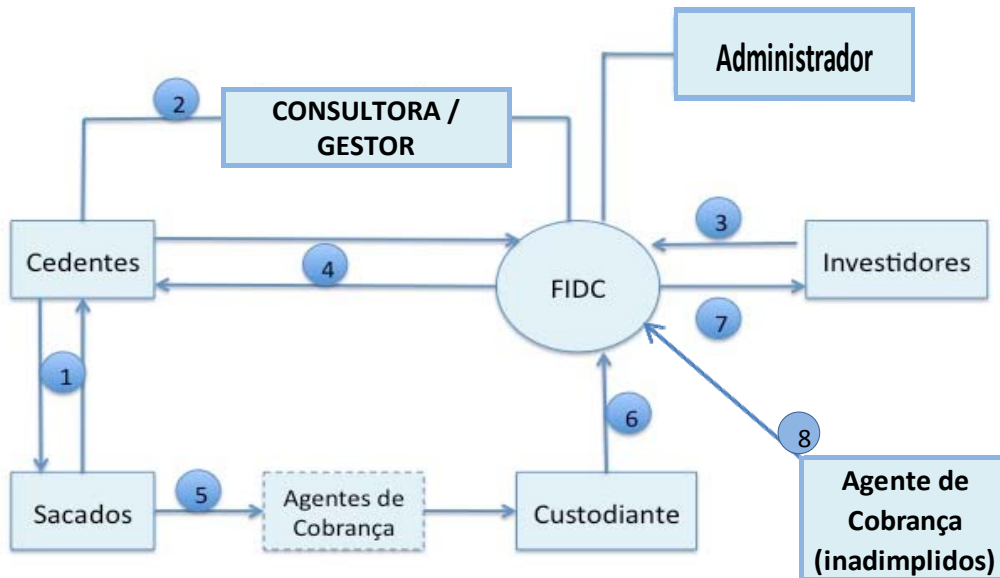 Administrador
2
CONSULTORA /
GESTOR
3
Cedentes
4
FIDC
Investidores
7
1
6
8
5
Sacados
Agentes de
Cobrança
Custodiante
Agente de
Cobrança
(inadimplidos)